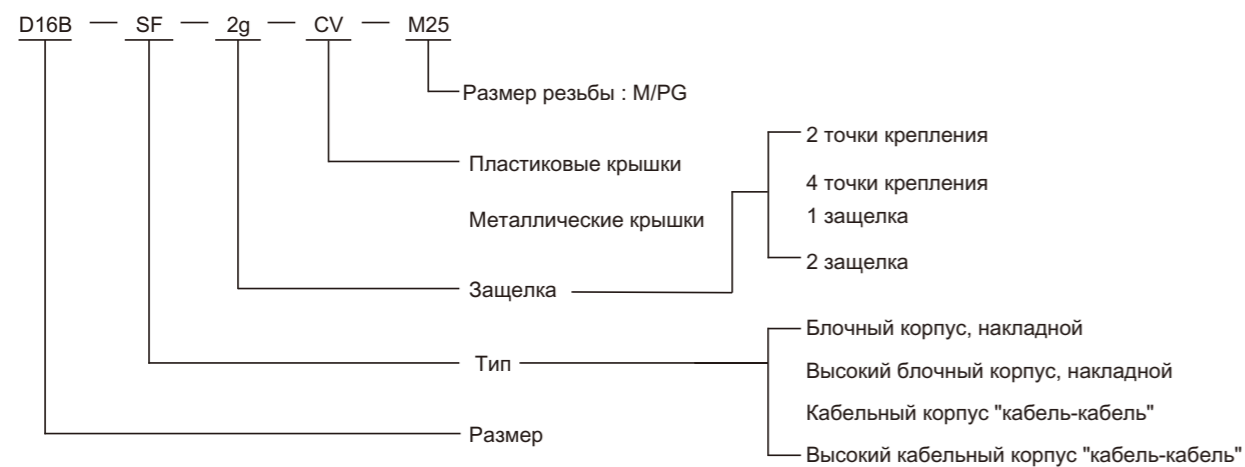 D16B — SF — 2g — CV — M25
Размер резьбы : M/PG
Пластиковые крышки
Металлические крышки
Защелка
2 точки крепления
4 точки крепления
1 защелка
2 защелка
Тип
Блочный корпус, накладной
Высокий блочный корпус, накладной
Кабельный корпус "кабель-кабель"
Высокий кабельный корпус "кабель-кабель"
Размер